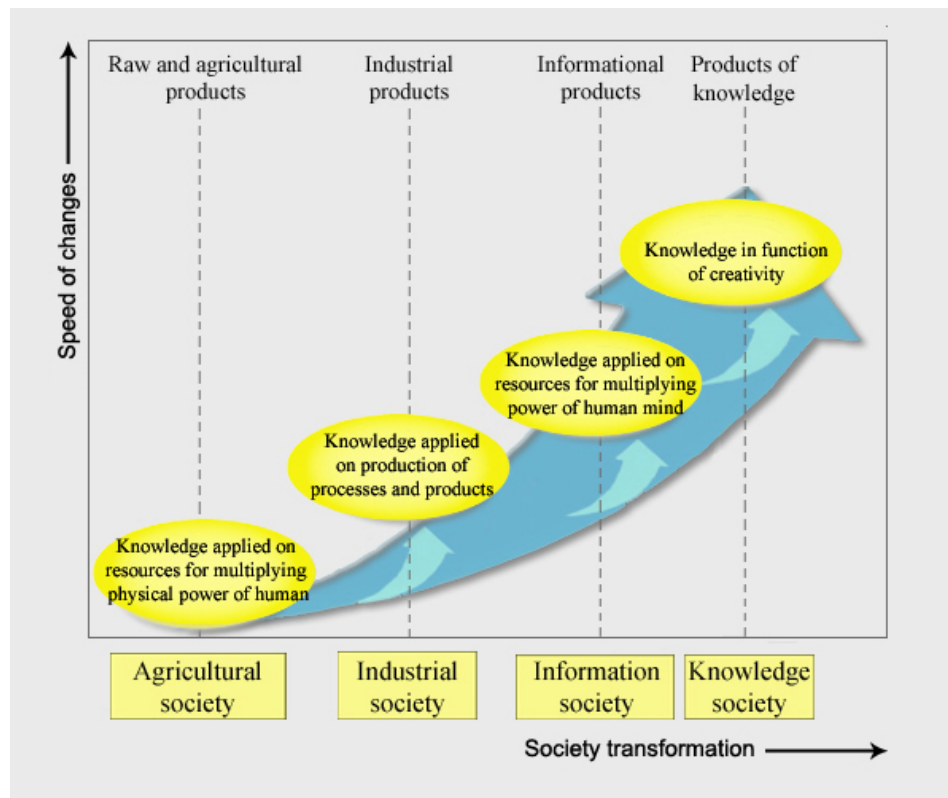 Raw and agricultural
products
Industrial
products
Informational
products
Products of
knowledge
Speed of changes
Knowledge in function
of creativity
Knowledge applied on
resources for multiplying
power of human mind
Knowledge applied
on production of
processes and products
Knowledge applied on
resources for multiplying
physical power of human
Agricultural
society
Industrial
society
Information
society
Knowledge
society
Society transformation